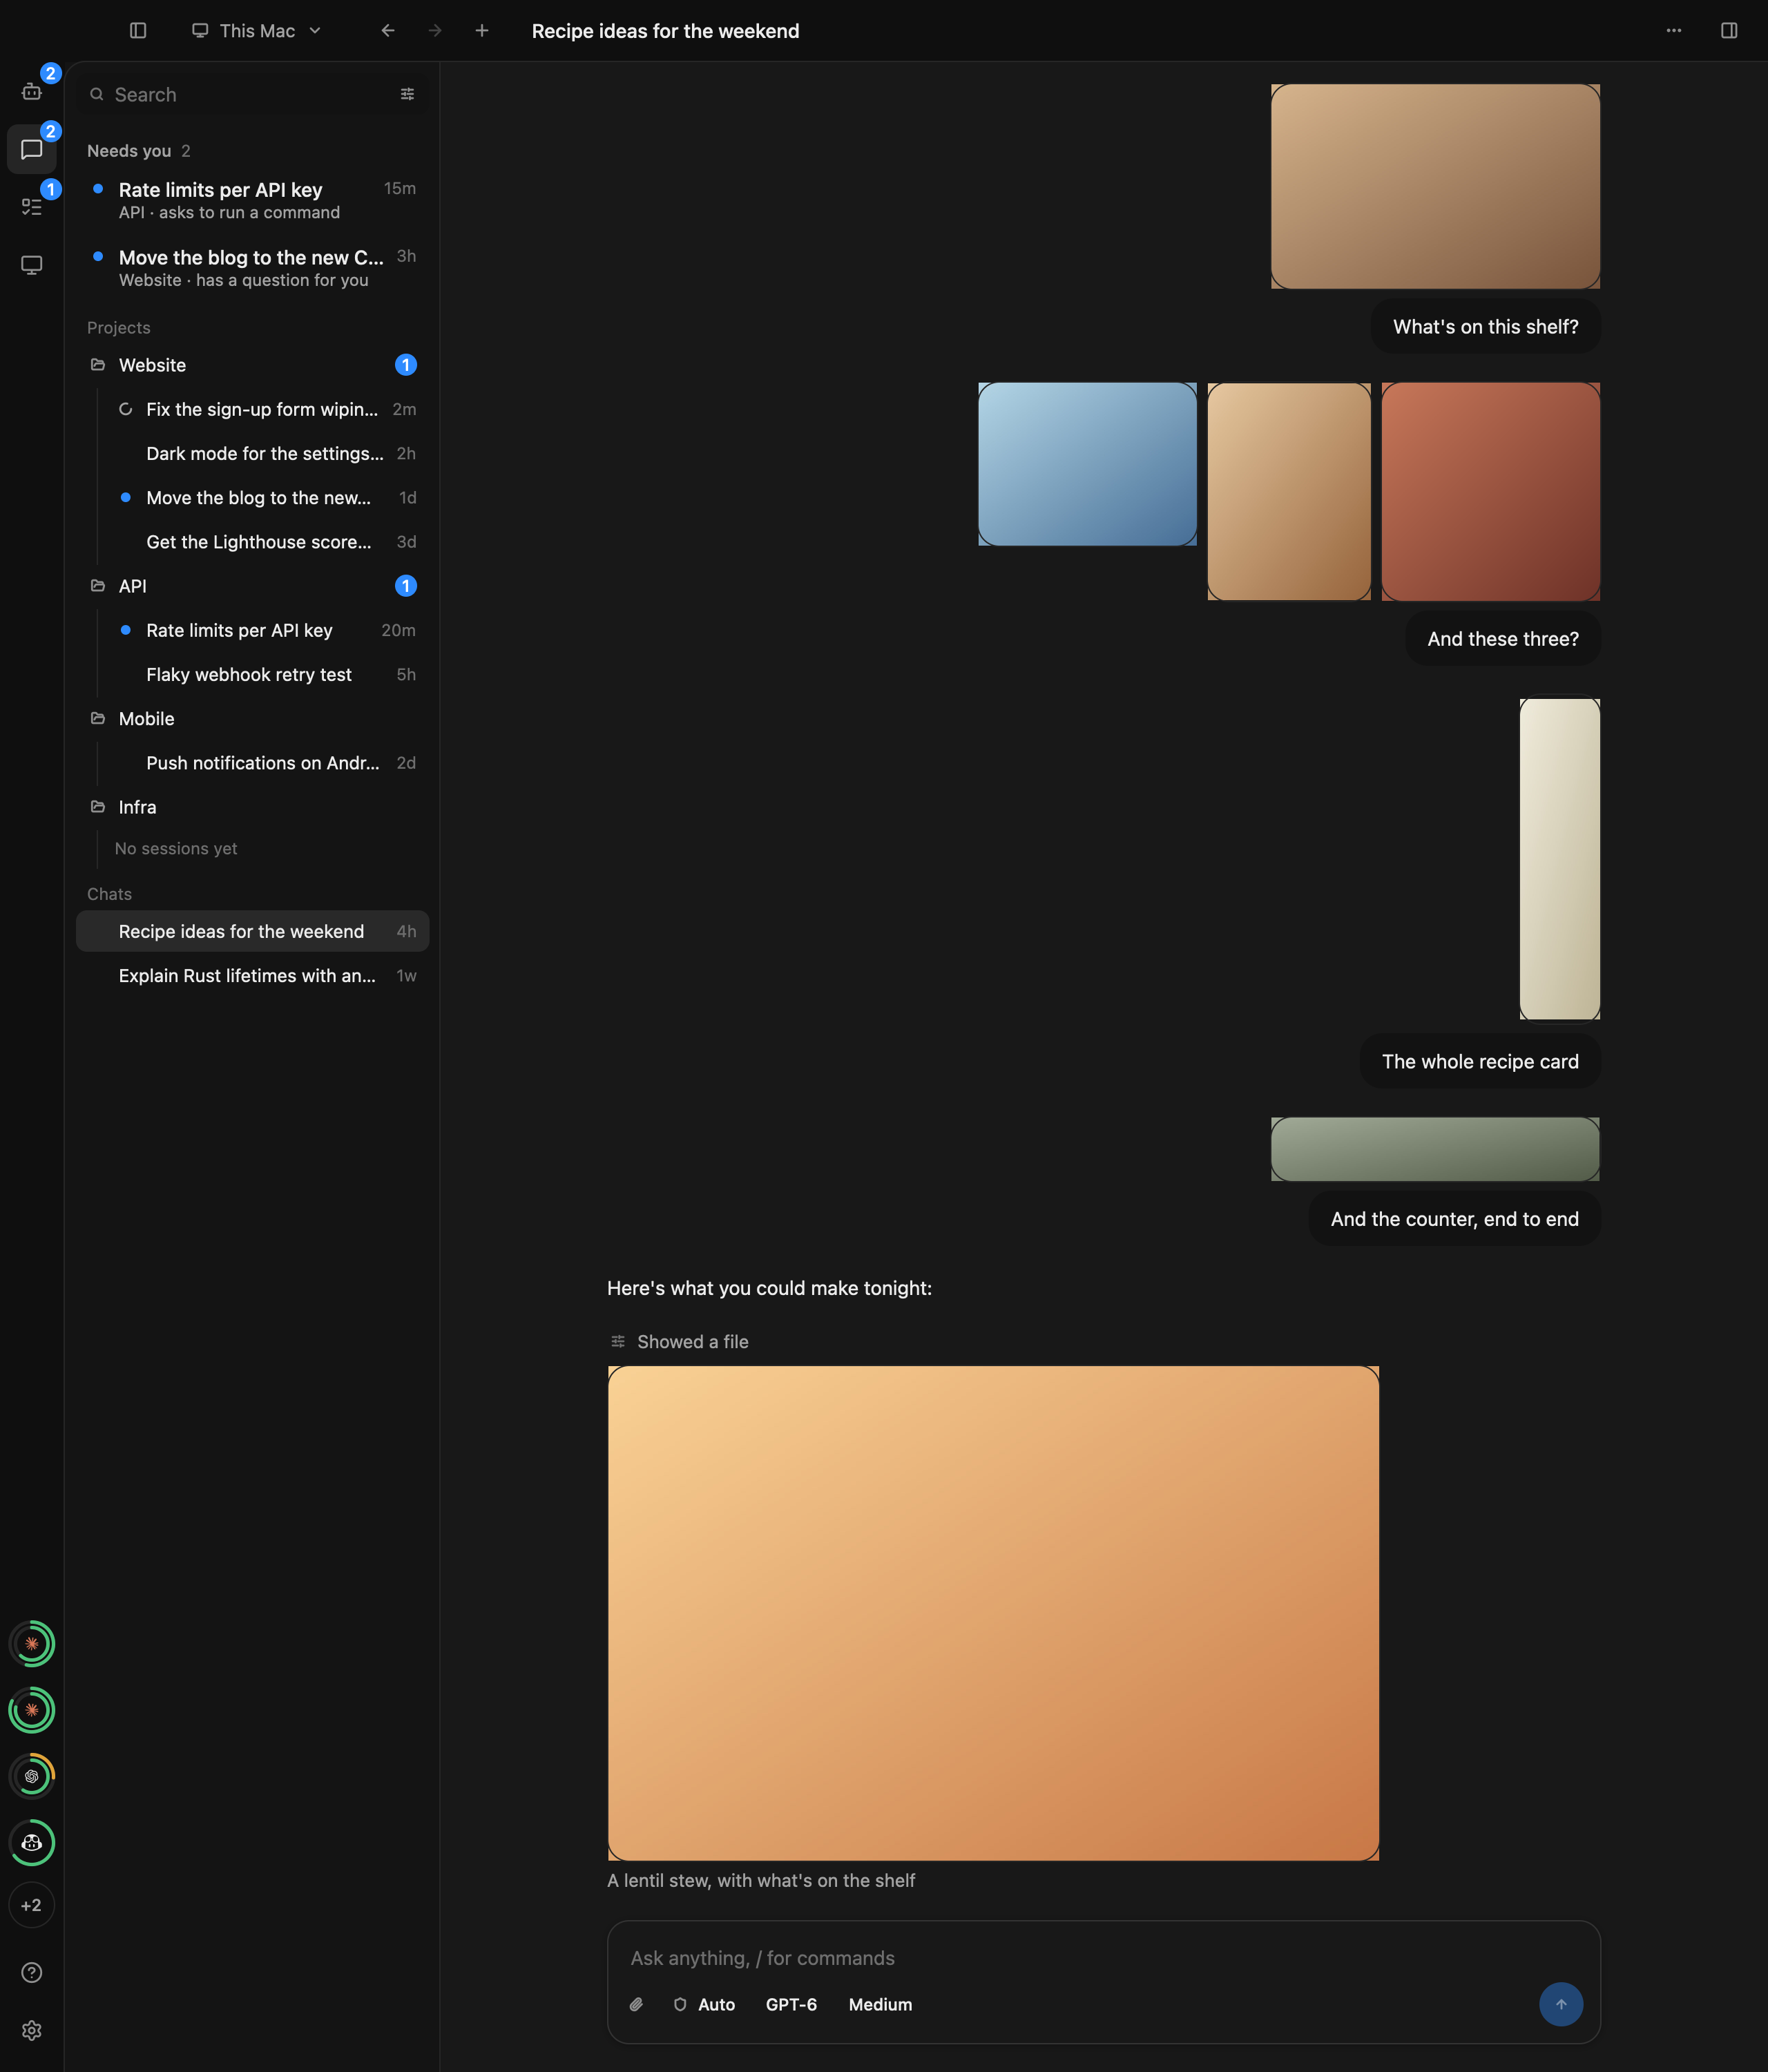 This Mac
Recipe ideas for the weekend
2
2
1
Search
Needs you 2
Rate limits per API key 15m
API · asks to run a command
Move the blog to the new C... 3h
Website · has a question for you
Projects
Website 1
Fix the sign-up form wipin... 2m
Dark mode for the settings... 2h
Move the blog to the new... 1d
Get the Lighthouse score... 3d
API 1
Rate limits per API key 20m
Flaky webhook retry test 5h
Mobile
Push notifications on Andr... 2d
Infra
No sessions yet
Chats
Recipe ideas for the weekend 4h
Explain Rust lifetimes with an... 1w
+2
What's on this shelf?
And these three?
The whole recipe card
And the counter, end to end
Here's what you could make tonight:
Showed a file
A lentil stew, with what's on the shelf
Ask anything, / for commands
Auto GPT-6 Medium